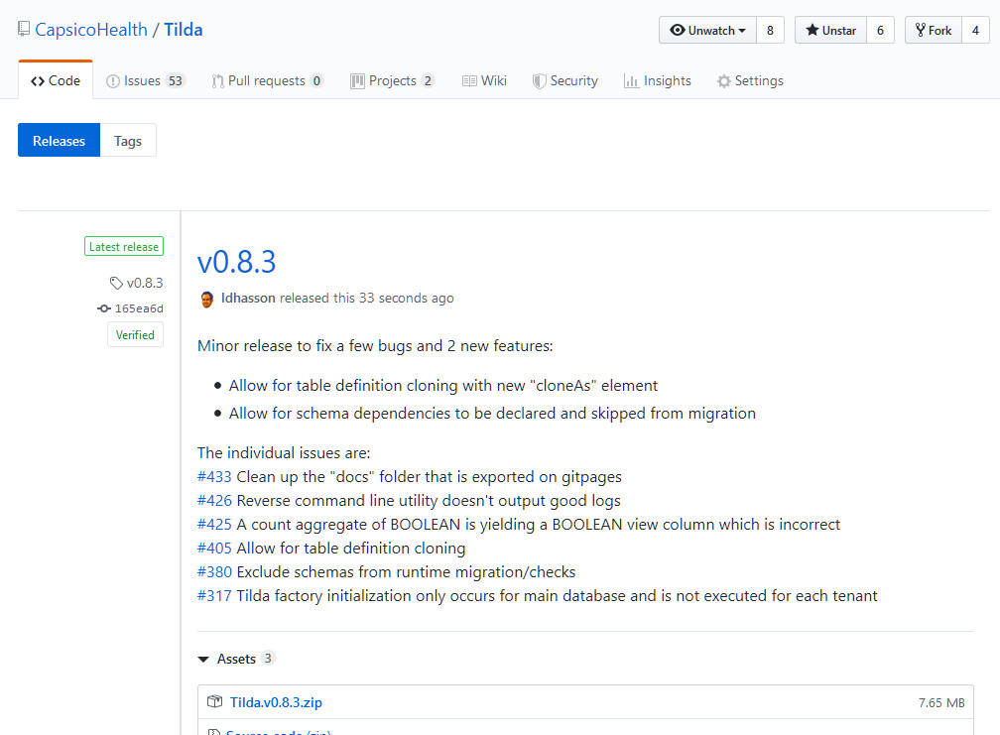 CapsicoHealth / Tilda
Unwatch 8 Unstar 6 Fork 4
Code Issues 53 Pull requests 0 Projects 2 Wiki Security Insights Settings
Releases Tags
Latest release
v0.8.3
165ea6d
Verified
v0.8.3
ldhasson released this 33 seconds ago
Minor release to fix a few bugs and 2 new features:
Allow for table definition cloning with new "cloneAs" element
Allow for schema dependencies to be declared and skipped from migration
The individual issues are:
#433 Clean up the "docs" folder that is exported on gitpages
#426 Reverse command line utility doesn't output good logs
#425 A count aggregate of BOOLEAN is yielding a BOOLEAN view column which is incorrect
#405 Allow for table definition cloning
#380 Exclude schemas from runtime migration/checks
#317 Tilda factory initialization only occurs for main database and is not executed for each tenant
Assets 3
Tilda.v0.8.3.zip 7.65 MB
Source code (zip)